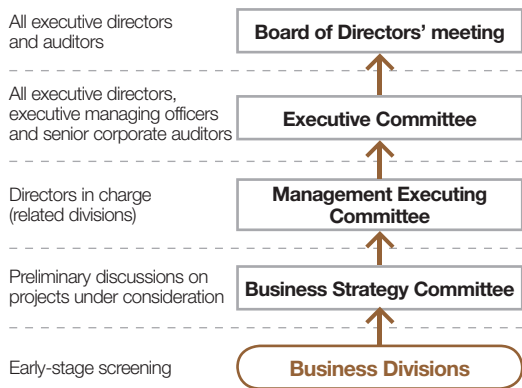 All executive directors
and auditors
Board of Directors’ meeting
All executive directors,
executive managing officers
and senior corporate auditors
Executive Committee
Directors in charge
(related divisions)
Management Executing
Committee
Preliminary discussions on
projects under consideration
Business Strategy Committee
Early-stage screening
Business Divisions